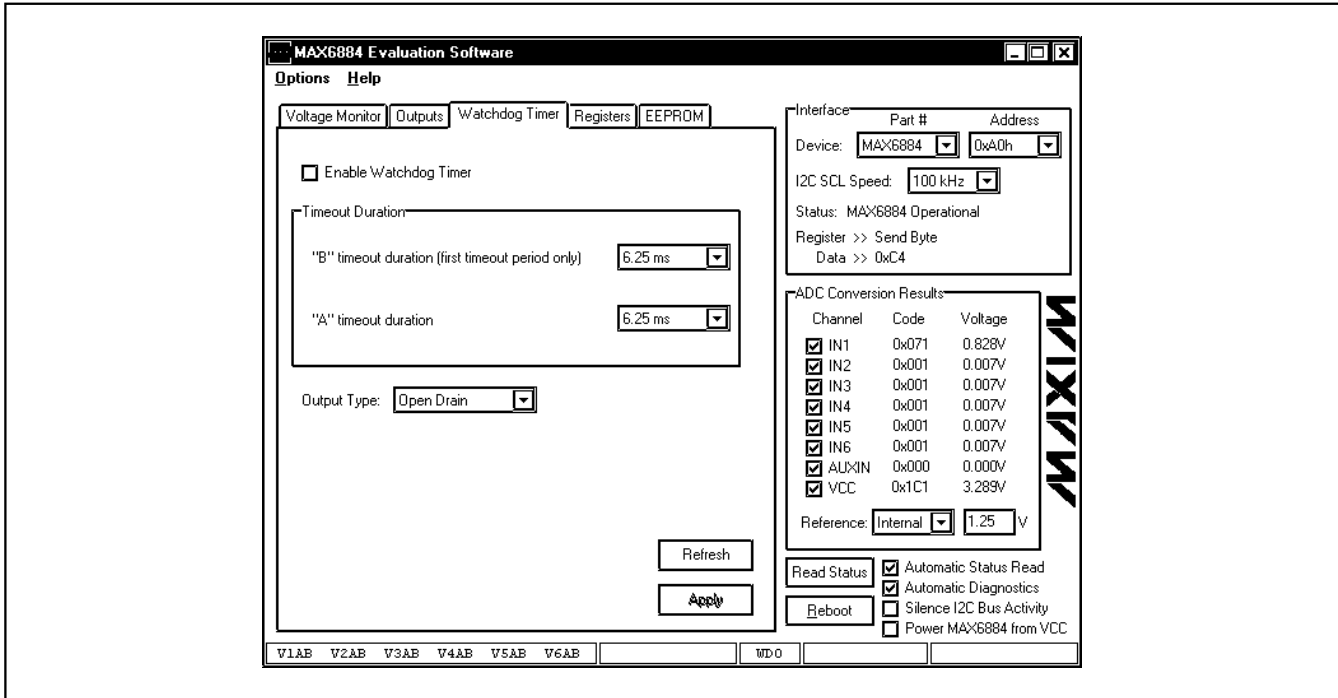 MAX6884 Evaluation Software
Options Help
Voltage Monitor Outputs Watchdog Timer Registers EEPROM
Enable Watchdog Timer
Timeout Duration
"B" timeout duration (first timeout period only) 6.25 ms
"A" timeout duration 6.25 ms
Output Type: Open Drain
Refresh
Apply
Interface
Part # Address
Device: MAX6884 0xA0h
I2C SCL Speed: 100 kHz
Status: MAX6884 Operational
Register >> Send Byte
Data >> 0xC4
ADC Conversion Results
Channel Code Voltage
IN1 0x071 0.828V
IN2 0x001 0.007V
IN3 0x001 0.007V
IN4 0x001 0.007V
IN5 0x001 0.007V
IN6 0x001 0.007V
AUXIN 0x000 0.000V
VCC 0x1C1 3.289V
Reference: Internal 1.25 V
MAXIM
Read Status
Reboot
Automatic Status Read
Automatic Diagnostics
Silence I2C Bus Activity
Power MAX6884 from VCC
V1AB V2AB V3AB V4AB V5AB V6AB WDO